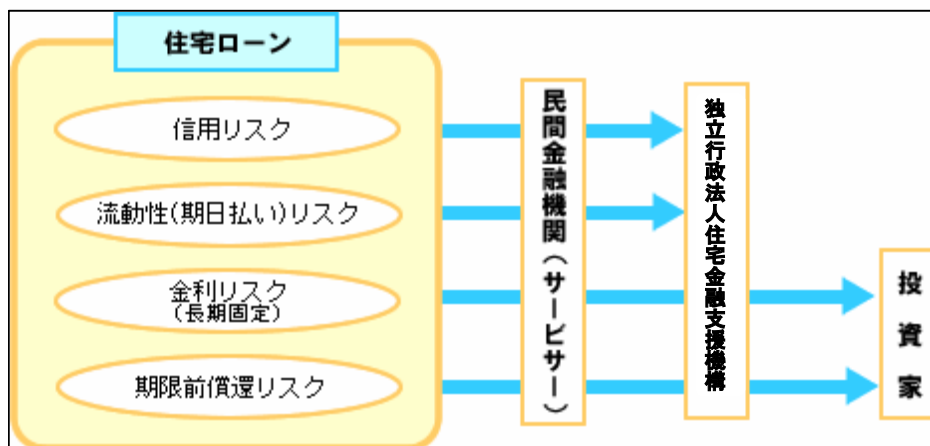 住宅ローン
信用リスク
流動性(期日払い)リスク
金利リスク
(長期固定)
期限前償還リスク
民間金融機関(サービサー)
独立行政法人住宅金融支援機構
投資家